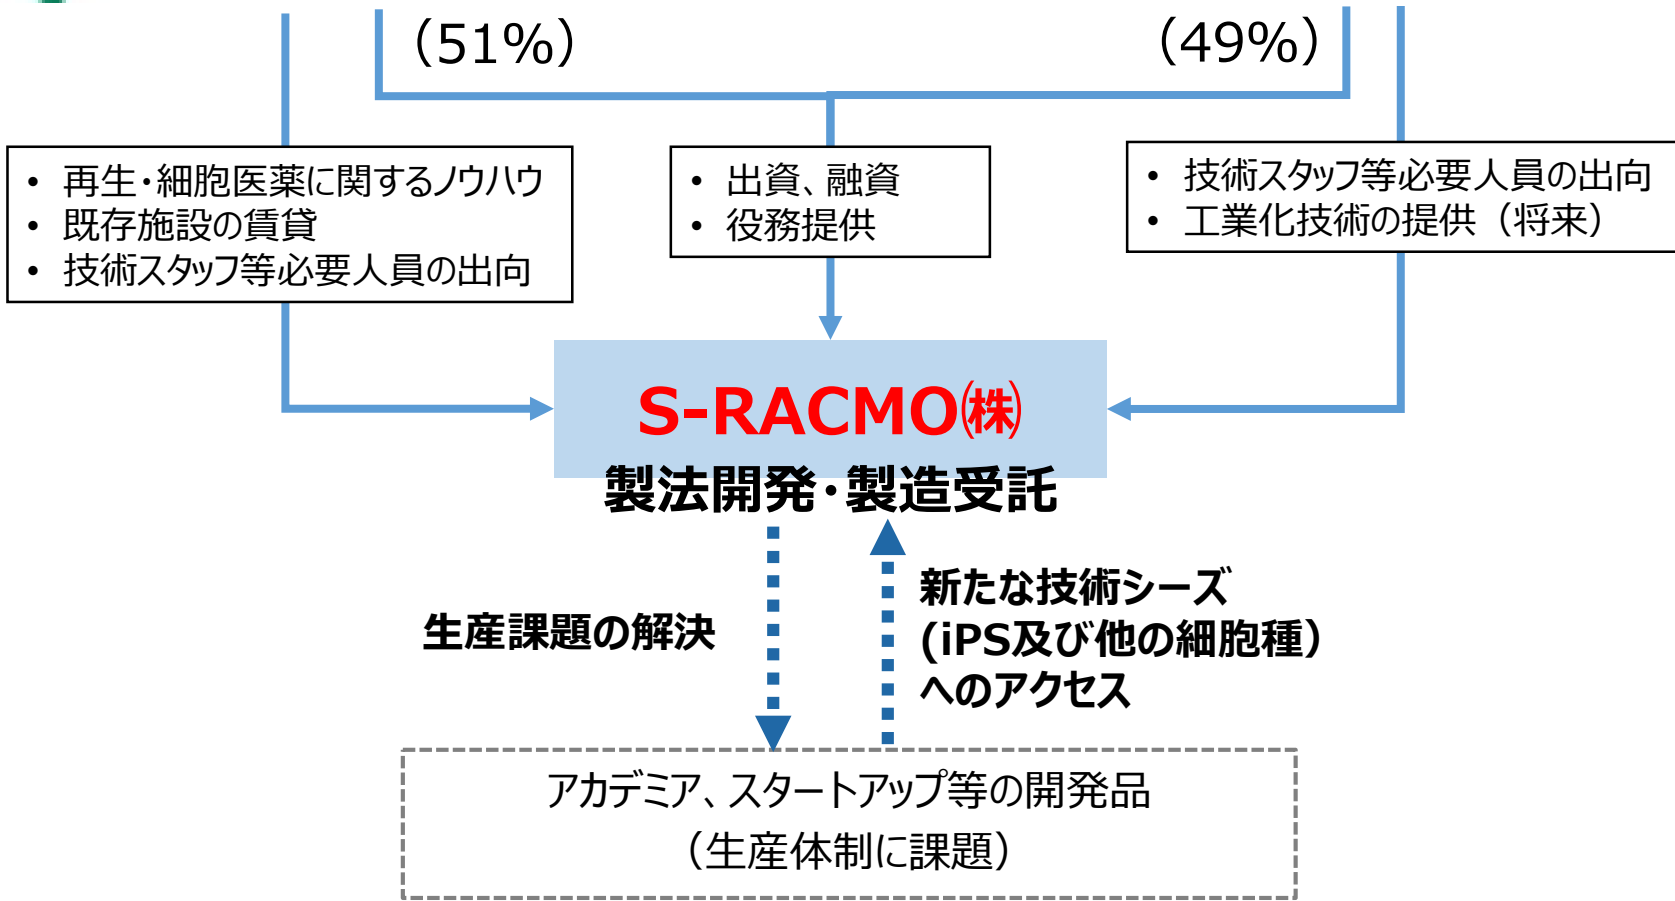 （51%）
（49%）
• 再生・細胞医薬に関するノウハウ
• 既存施設の賃貸
• 技術スタッフ等必要人員の出向
• 出資、融資
• 役務提供
• 技術スタッフ等必要人員の出向
• 工業化技術の提供（将来）
S-RACMO㈱
製法開発・製造受託
生産課題の解決
新たな技術シーズ
(iPS及び他の細胞種）
へのアクセス
アカデミア、スタートアップ等の開発品
（生産体制に課題）